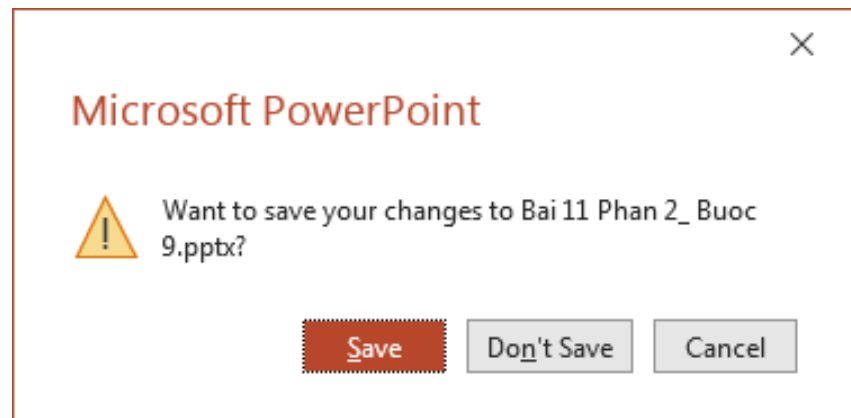 Microsoft PowerPoint
Want to save your changes to Bai 11 Phan 2_ Buoc
9.pptx?
Save Don't Save Cancel